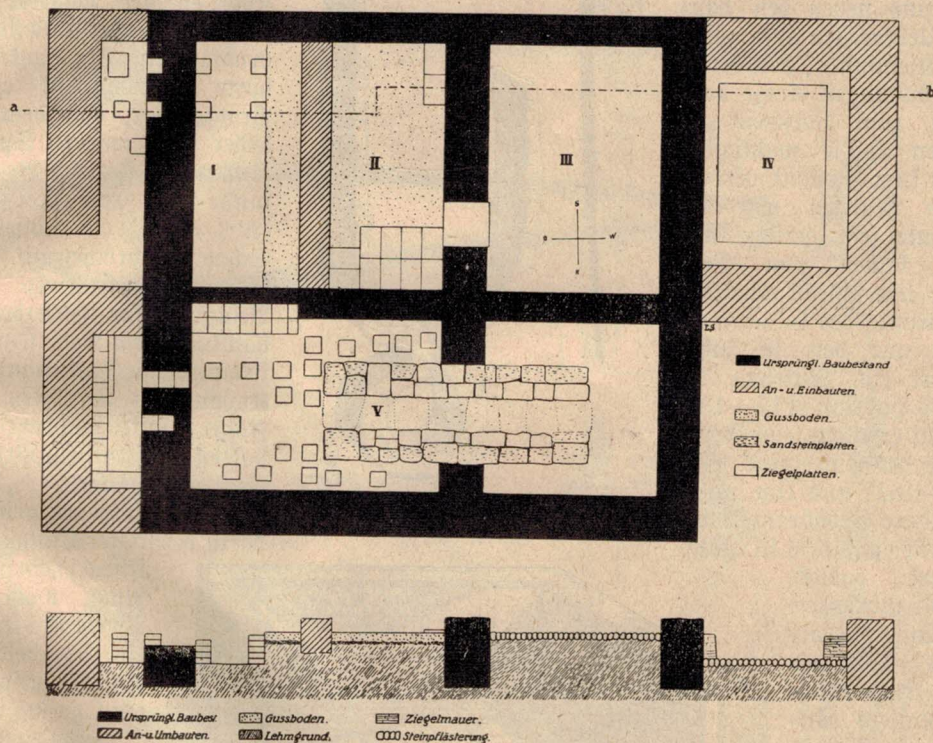 a
b
I
II
III
IV
S
O
W
N
V
Ursprüngl. Baubestand
An- u. Einbauten.
Gussboden.
Sandsteinplatten
Ziegelplatten.
Ursprüngl. Baubest.
Gussboden.
Ziegelmauer.
An- u. Umbauten.
Lehmgrund.
Steinpflästerung.